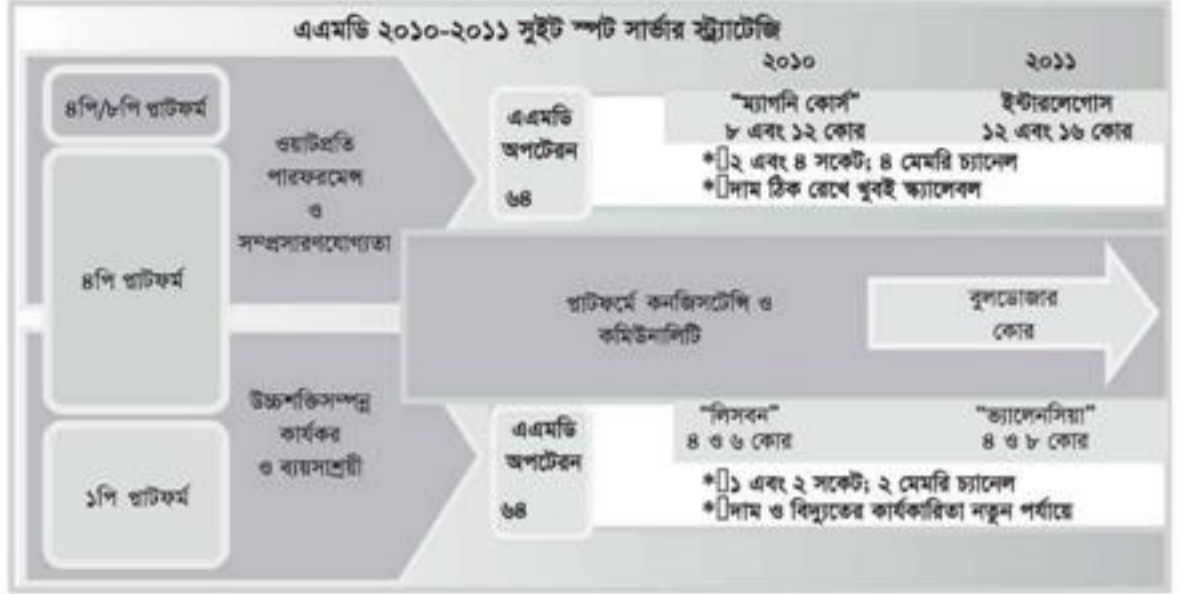 এএমডি ২০১০-২০১১ সুইট স্পট সার্ভার স্ট্র্যাটেজি
২০১০
২০১১
৪পি/৮পি প্লাটফর্ম
৪পি প্লাটফর্ম
১পি প্লাটফর্ম
ওয়াটপ্রতি
পারফরমেন্স
ও
সম্প্রসারণযোগ্যতা
এএমডি
অপটেরন
৬৪
"ম্যাগনি কোর্স"
৮ এবং ১২ কোর
ইন্টারলেগোস
১২ এবং ১৬ কোর
*২ এবং ৪ সকেট; ৪ মেমরি চ্যানেল
*দাম ঠিক রেখে খুবই স্ক্যালেবল
প্লাটফর্মে কনজিসটেন্সি ও
কমিউনালিটি
বুলডোজার
কোর
উচ্চশক্তিসম্পন্ন
কার্যকর
ও ব্যয়সাশ্রয়ী
এএমডি
অপটেরন
৬৪
"লিসবন"
৪ ও ৬ কোর
"ভ্যালেনসিয়া"
৪ ও ৮ কোর
*১ এবং ২ সকেট; ২ মেমরি চ্যানেল
*দাম ও বিদ্যুতের কার্যকারিতা নতুন পর্যায়ে